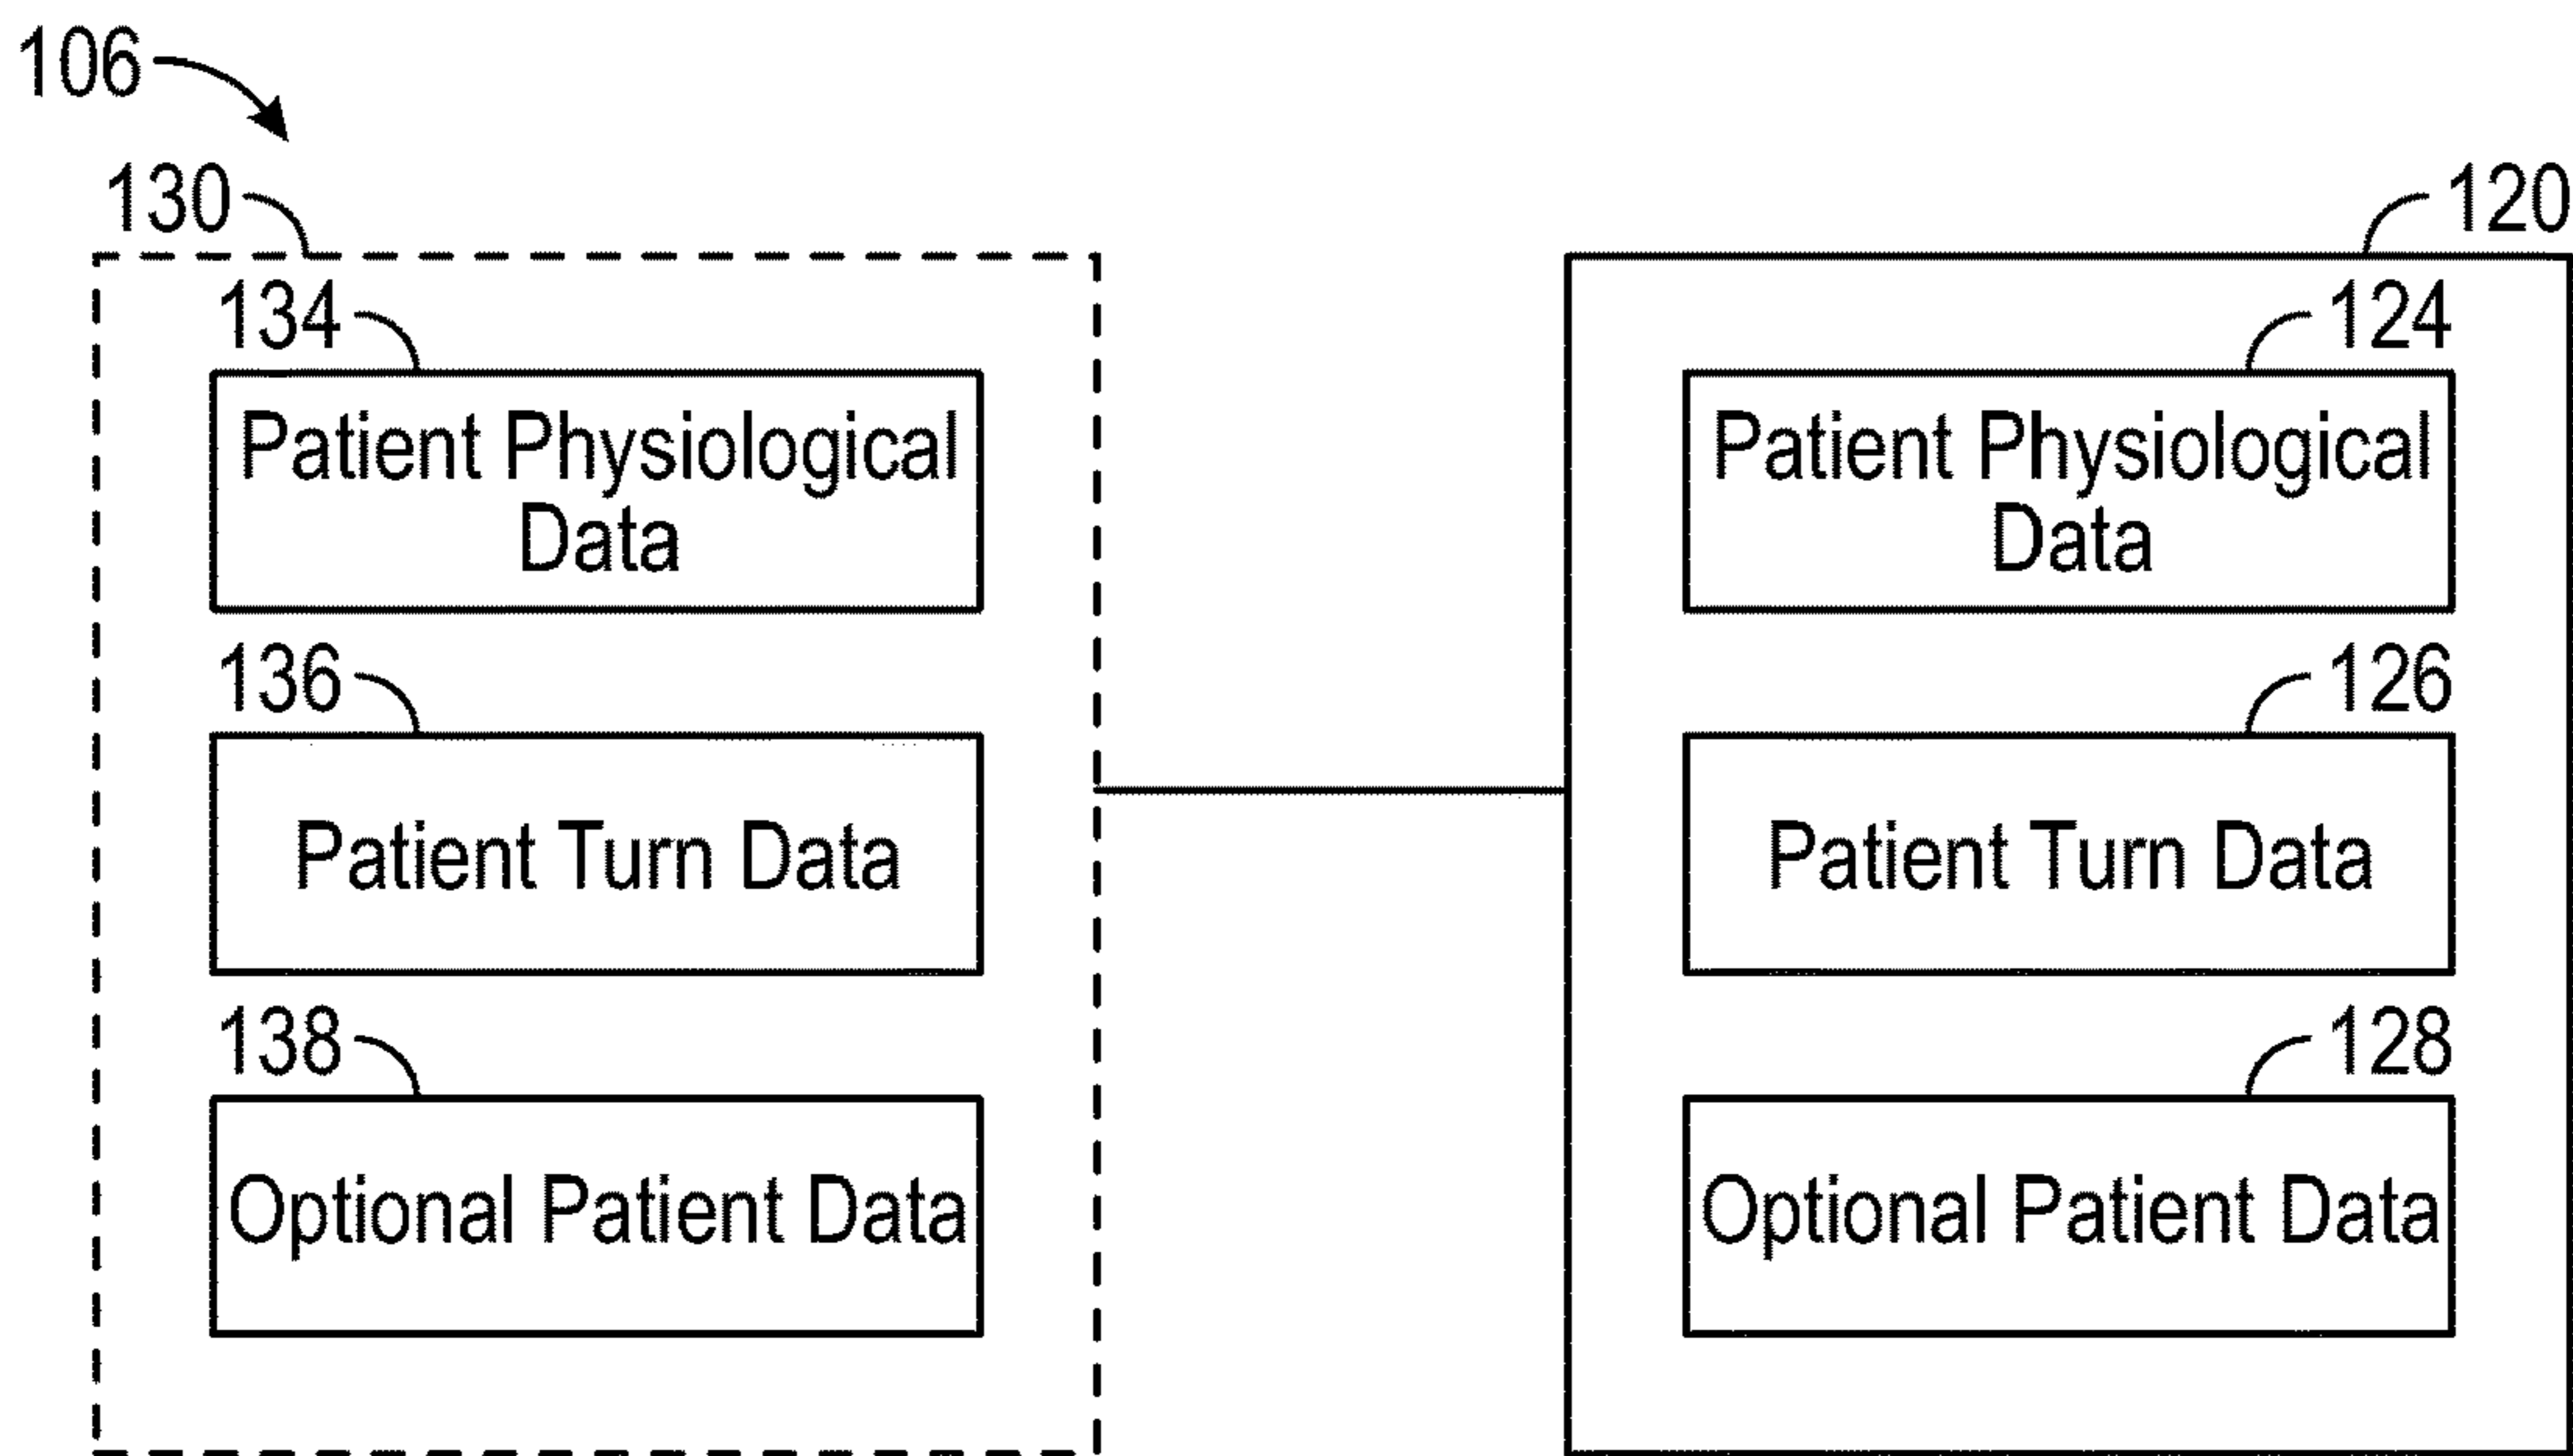 106
130
120
134
124
Patient Physiological
Data
Patient Physiological
Data
136
126
Patient Turn Data
Patient Turn Data
138
128
Optional Patient Data
Optional Patient Data